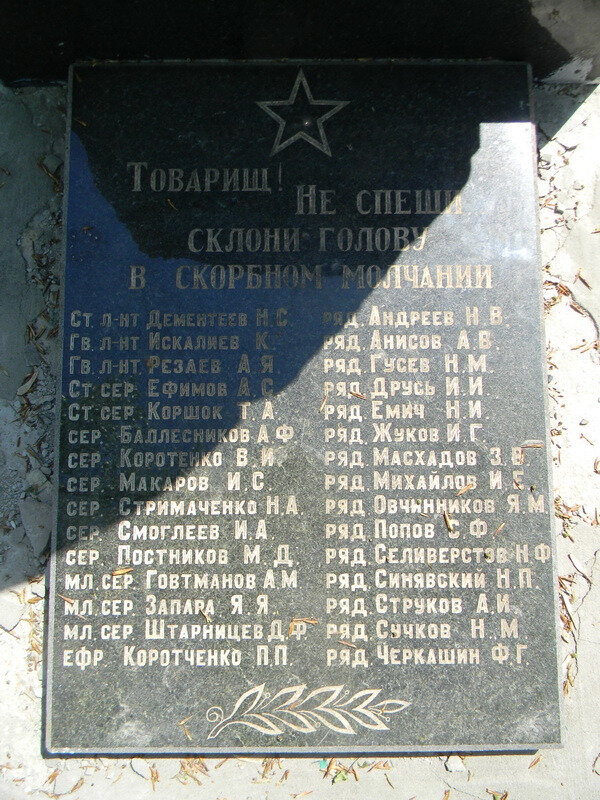 Товарищ! Не спеши
склони голову
в скорбном молчании
Ст. л-нт Дементеев Н.С.
Гв. л-нт Искалиев К.
Гв. л-нт Резаев А.Я.
Ст. сер. Ефимов А.С.
Ст. сер. Коршок Т.А.
сер. Баллесников А.Ф.
сер. Коротенко В.И.
сер. Макаров И.С.
сер. Стримаченко Н.А.
сер. Смоглеев И.А.
сер. Постников М.Д.
мл. сер. Говтманов А.М
мл. сер. Запара Я.Я.
мл. сер. Штарницев Д.Ф.
ефр. Коротченко П.П.
ряд. Андреев Н.В.
ряд. Анисов А.В.
ряд. Гусев Н.М.
ряд. Друсь И.И.
ряд. Емич Н.И.
ряд. Жуков И.Г.
ряд. Масхадов З.В.
ряд. Михайлов И.Е.
ряд. Овчинников Я.М
ряд. Попов С.Ф.
ряд. Селиверстов Н.Ф
ряд. Синявский Н.П.
ряд. Струков А.И.
ряд. Сучков Н.М.
ряд. Черкашин Ф.Г.